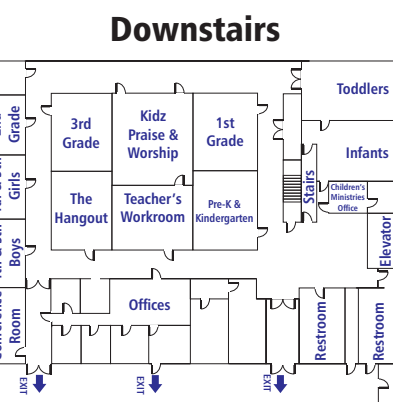 Downstairs
Toddlers
Grade
3rd
Grade
Kidz
Praise &
Worship
1st
Grade
Infants
Girls
The
Hangout
Teacher's
Workroom
Pre-K &
Kindergarten
Stairs
Children's
Ministries
Office
Boys
Elevator
Offices
Room
Restroom
Restroom
EXIT
EXIT
EXIT